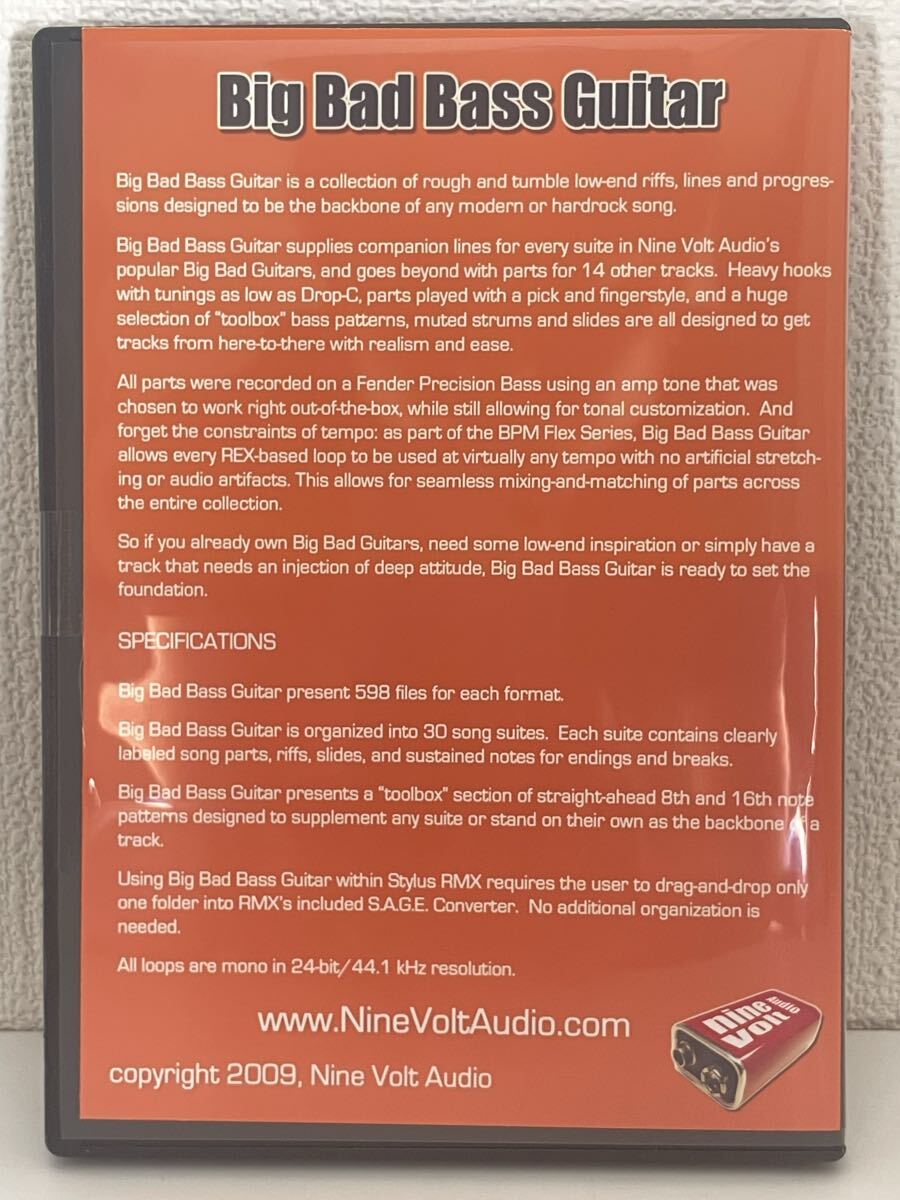 Big Bad Bass Guitar
Big Bad Bass Guitar is a collection of rough and tumble low-end riffs, lines and progres-
sions designed to be the backbone of any modern or hardrock song.
Big Bad Bass Guitar supplies companion lines for every suite in Nine Volt Audio's
popular Big Bad Guitars, and goes beyond with parts for 14 other tracks. Heavy hooks
with tunings as low as Drop-C, parts played with a pick and fingerstyle, and a huge
selection of "toolbox" bass patterns, muted strums and slides are all designed to get
tracks from here-to-there with realism and ease.
All parts were recorded on a Fender Precision Bass using an amp tone that was
chosen to work right out-of-the-box, while still allowing for tonal customization. And
forget the constraints of tempo: as part of the BPM Flex Series, Big Bad Bass Guitar
allows every REX-based loop to be used at virtually any tempo with no artificial stretch-
ing or audio artifacts. This allows for seamless mixing-and-matching of parts across
the entire collection.
So if you already own Big Bad Guitars, need some low-end inspiration or simply have a
track that needs an injection of deep attitude, Big Bad Bass Guitar is ready to set the
foundation.
SPECIFICATIONS
Big Bad Bass Guitar present 598 files for each format.
Big Bad Bass Guitar is organized into 30 song suites. Each suite contains clearly
labeled song parts, riffs, slides, and sustained notes for endings and breaks.
Big Bad Bass Guitar presents a "toolbox" section of straight-ahead 8th and 16th note
patterns designed to supplement any suite or stand on their own as the backbone of a
track.
Using Big Bad Bass Guitar within Stylus RMX requires the user to drag-and-drop only
one folder into RMX's included S.A.G.E. Converter. No additional organization is
needed.
All loops are mono in 24-bit/44.1 kHz resolution.
www.NineVoltAudio.com
copyright 2009, Nine Volt Audio
Nine Volt Audio